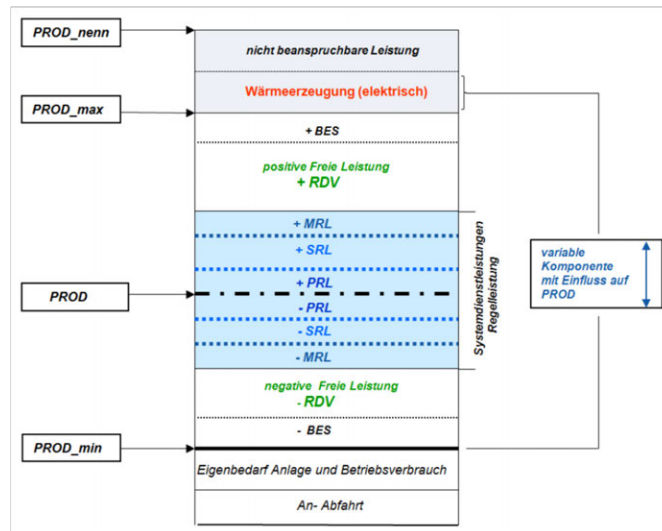 PROD_nenn
nicht beanspruchbare Leistung
Wärmeerzeugung (elektrisch)
PROD_max
+ BES
positive Freie Leistung
+ RDV
+ MRL
+ SRL
+ PRL
PROD
- PRL
- SRL
- MRL
Systemdienstleistungen
Regelleistung
variable
Komponente
mit Einfluss auf
PROD
negative Freie Leistung
- RDV
- BES
PROD_min
Eigenbedarf Anlage und Betriebsverbrauch
An- Abfahrt